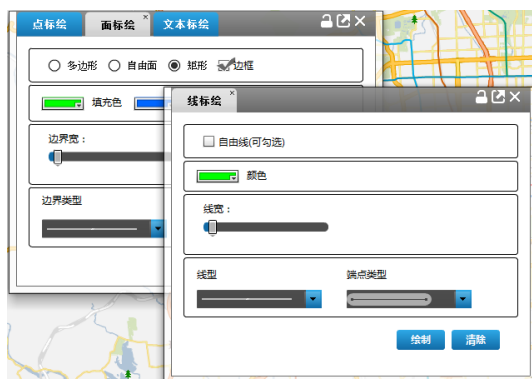 点标绘 面标绘 文本标绘
多边形 自由面 矩形 边框
填充色
边界宽：
边界类型
线标绘
自由线(可勾选)
颜色
线宽：
线型 端点类型
绘制 清除